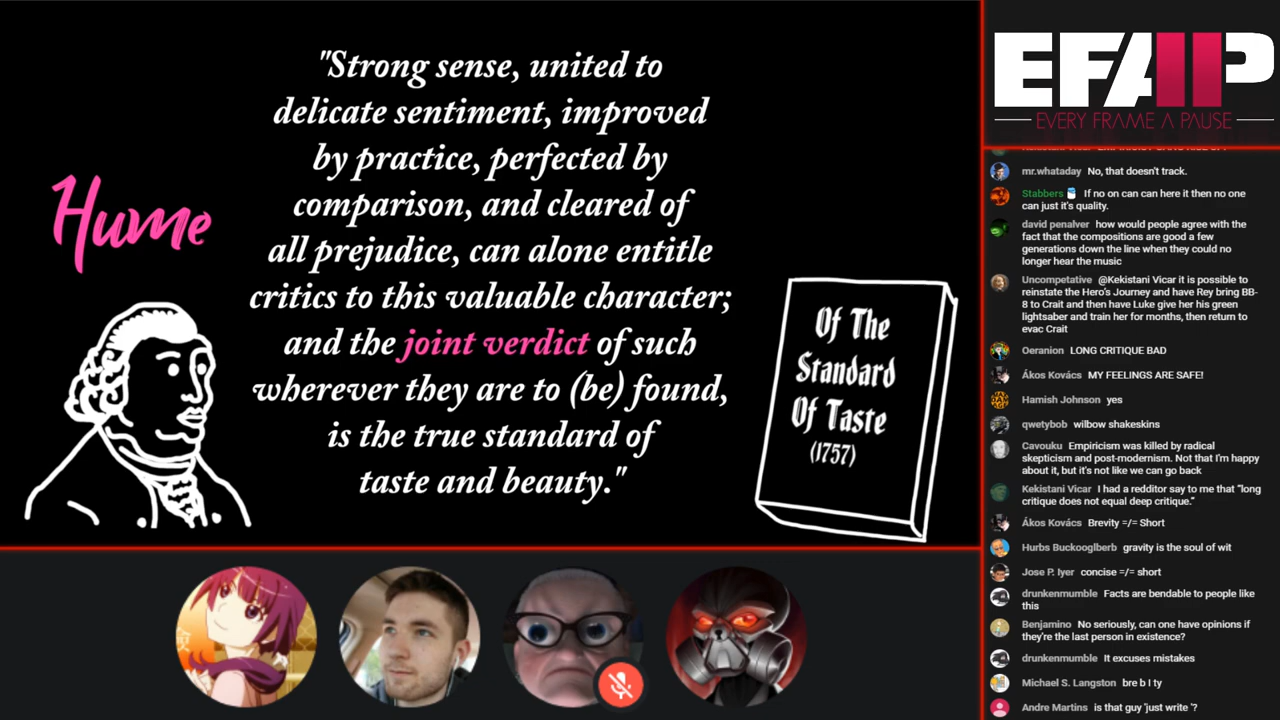 "Strong sense, united to
delicate sentiment, improved
by practice, perfected by
comparison, and cleared of
all prejudice, can alone entitle
critics to this valuable character;
and the joint verdict of such
wherever they are to (be) found,
is the true standard of
taste and beauty."
Hume
Of The
Standard
Of Taste
(1757)
EFAP
EVERY FRAME A PAUSE
mr.whataday No, that doesn't track.
Stabbers If no on can can here it then no one
can just it's quality.
david penalver how would people agree with the
fact that the compositions are good a few
generations down the line when they could no
longer hear the music
Uncompetative @Kekistani Vicar it is possible to
reinstate the Hero's Journey and have Rey bring BB-
8 to Crait and then have Luke give her his green
lightsaber and train her for months, then return to
evac Crait
Oeranion LONG CRITIQUE BAD
Ákos Kovács MY FEELINGS ARE SAFE!
Hamish Johnson yes
qwetybob wilbow shakeskins
Cavouku Empiricism was killed by radical
skepticism and post-modernism. Not that I'm happy
about it, but it's not like we can go back
Kekistani Vicar I had a redditor say to me that "long
critique does not equal deep critique."
Ákos Kovács Brevity =/= Short
Hurbs Buckooglberb gravity is the soul of wit
Jose P. Iyer concise =/= short
drunkenmumble Facts are bendable to people like
this
Benjamino No seriously, can one have opinions if
they're the last person in existence?
drunkenmumble It excuses mistakes
Michael S. Langston bre b I ty
Andre Martins is that guy 'just write '?